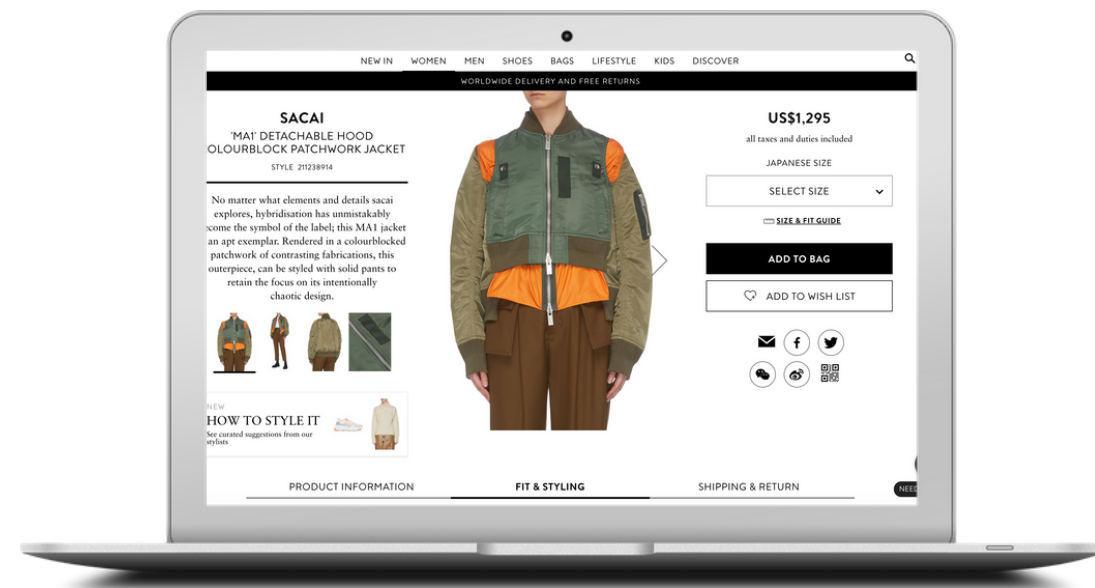 NEW IN WOMEN MEN SHOES BAGS LIFESTYLE KIDS DISCOVER
WORLDWIDE DELIVERY AND FREE RETURNS
SACAI
'MA1' DETACHABLE HOOD
OLOURBLOCK PATCHWORK JACKET
STYLE 211238914
No matter what elements and details sacai
explores, hybridisation has unmistakably
come the symbol of the label; this MA1 jacket
an apt exemplar. Rendered in a colourblocked
patchwork of contrasting fabrications, this
outerpiece, can be styled with solid pants to
retain the focus on its intentionally
chaotic design.
NEW
HOW TO STYLE IT
See curated suggestions from our
stylists
US$1,295
all taxes and duties included
JAPANESE SIZE
SELECT SIZE
SIZE & FIT GUIDE
ADD TO BAG
ADD TO WISH LIST
PRODUCT INFORMATION FIT & STYLING SHIPPING & RETURN
NEED